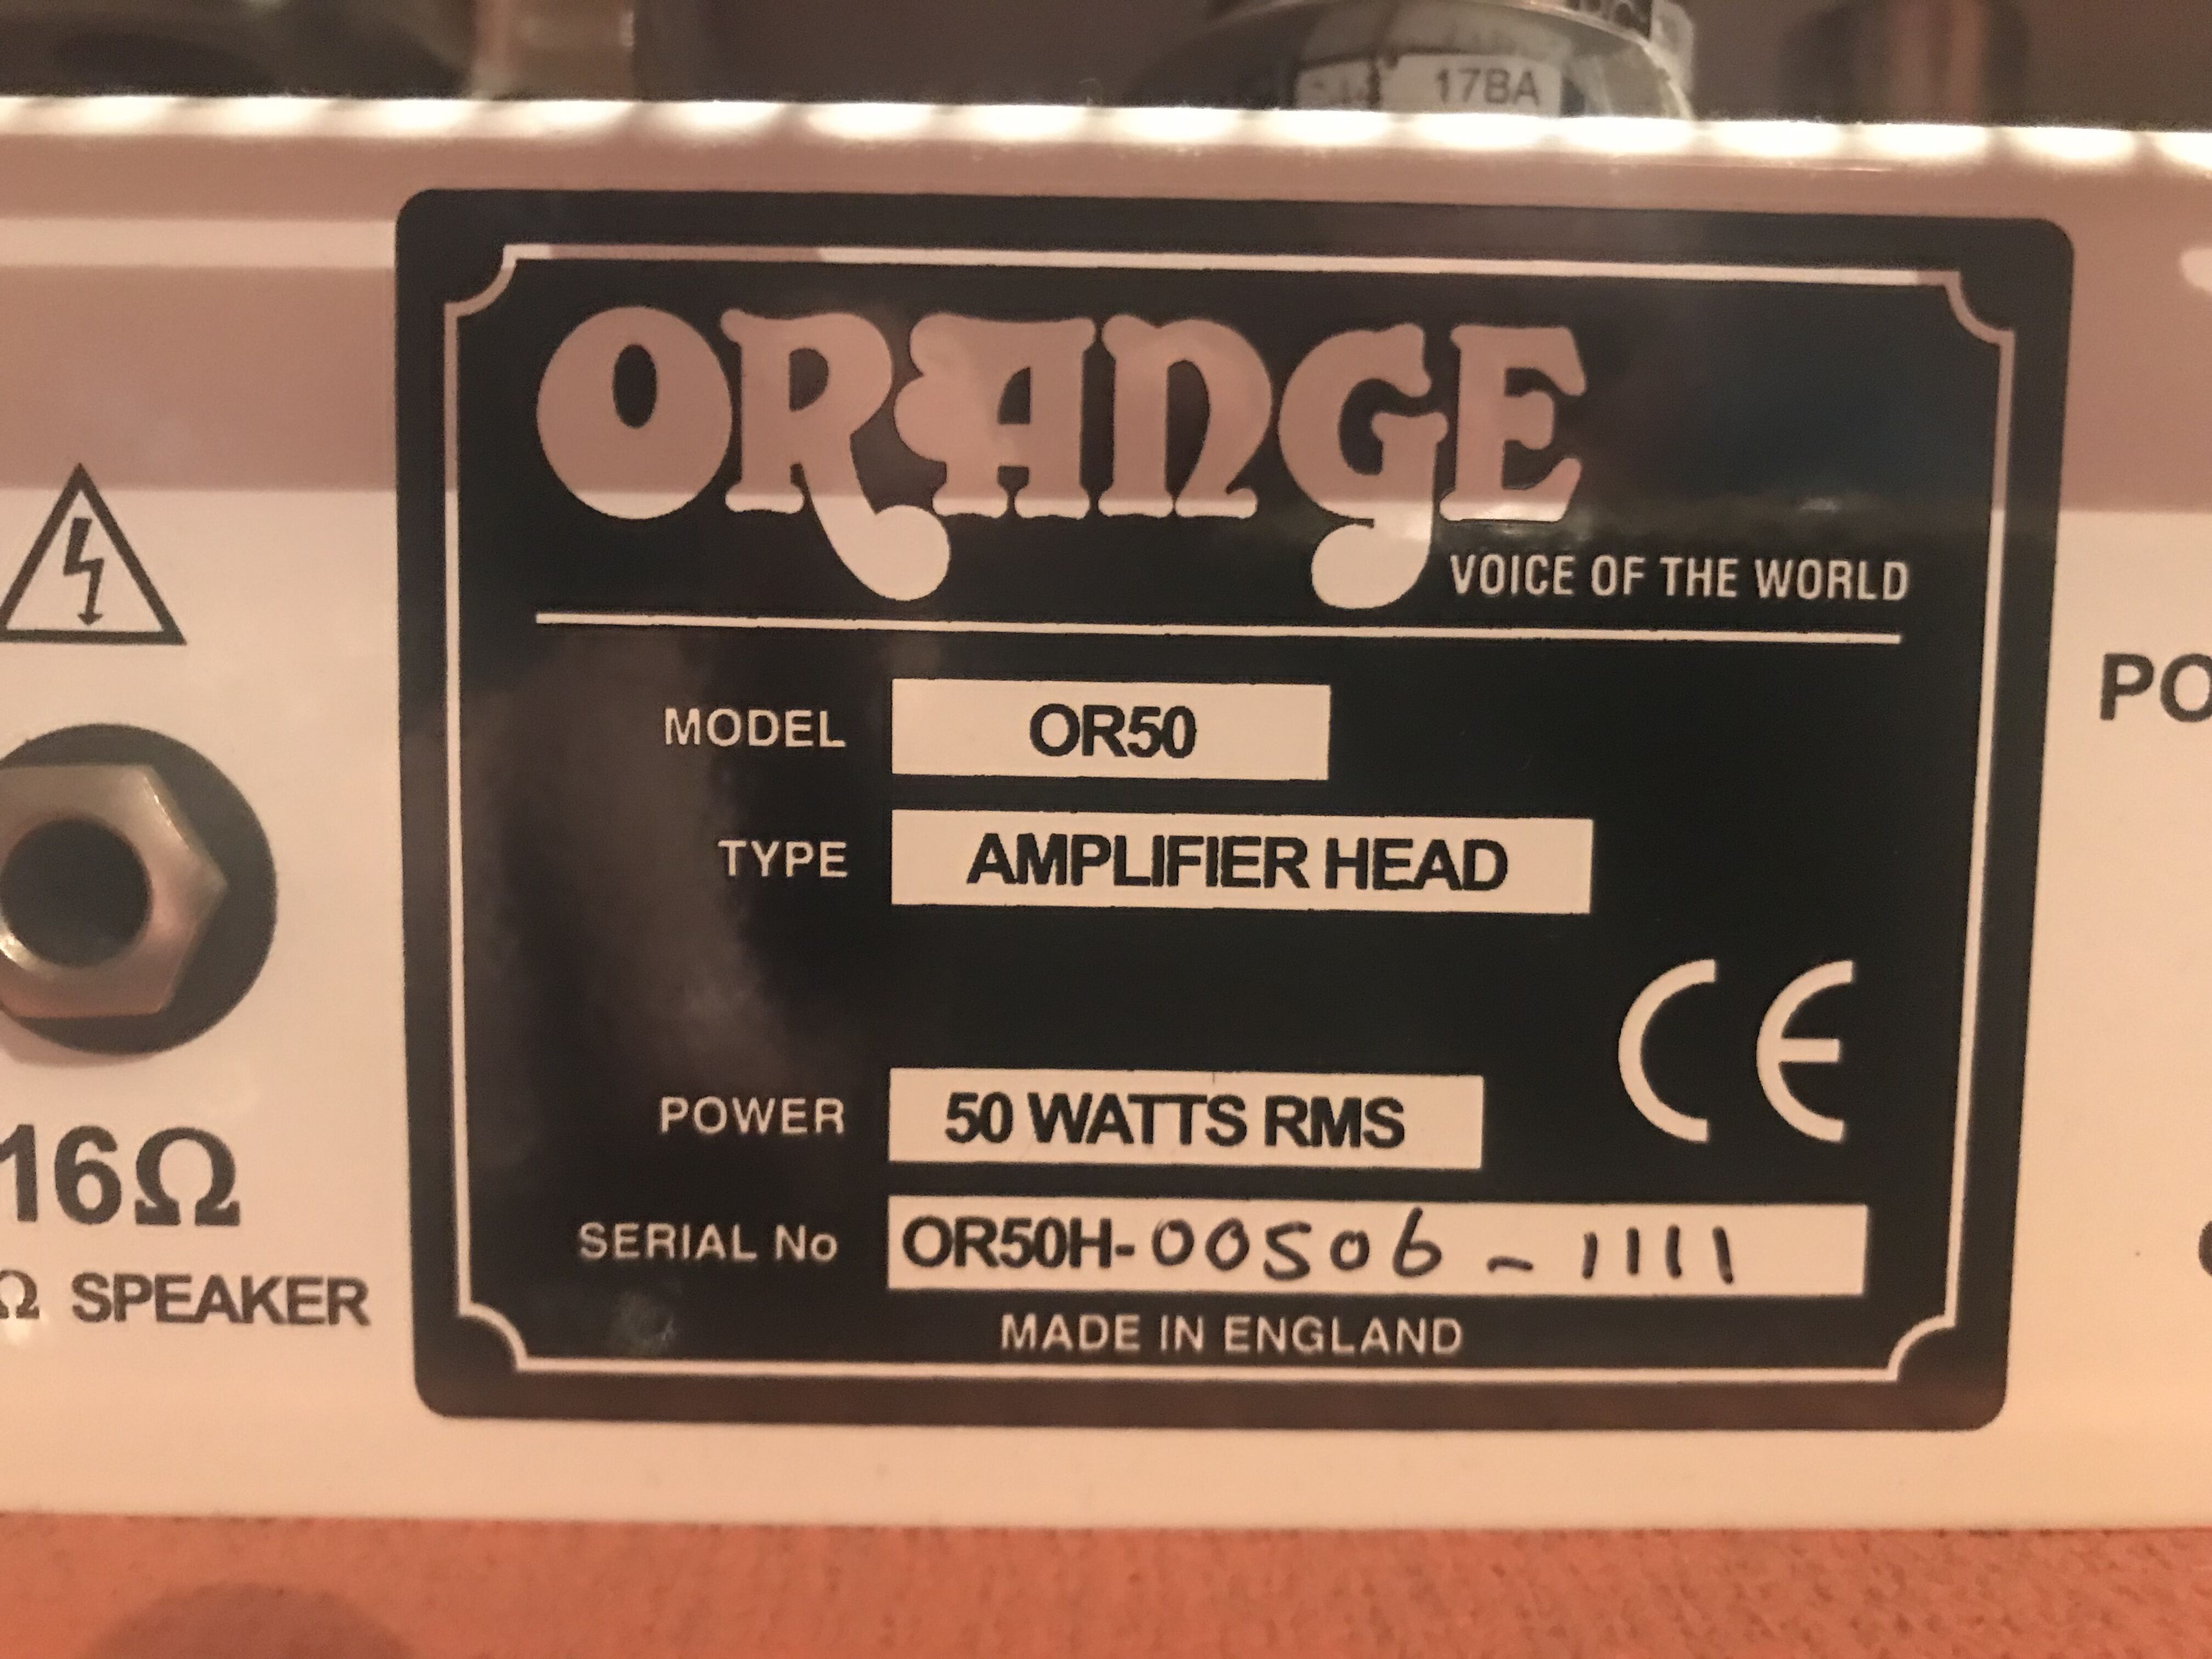 17BA
ORANGE
VOICE OF THE WORLD
MODEL OR50
TYPE AMPLIFIER HEAD
POWER 50 WATTS RMS
SERIAL No OR50H-00506-1111
MADE IN ENGLAND
16Ω
Ω SPEAKER
PO